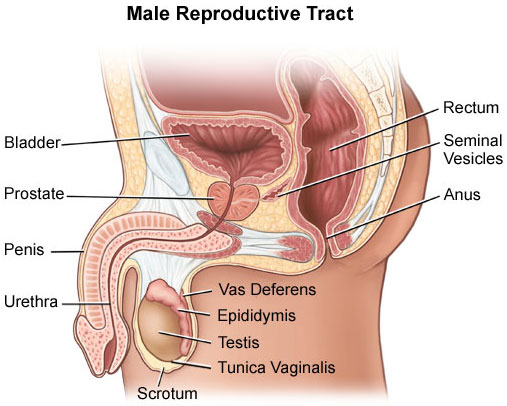 Male Reproductive Tract
Bladder
Prostate
Penis
Urethra
Rectum
Seminal
Vesicles
Anus
Vas Deferens
Epididymis
Testis
Tunica Vaginalis
Scrotum